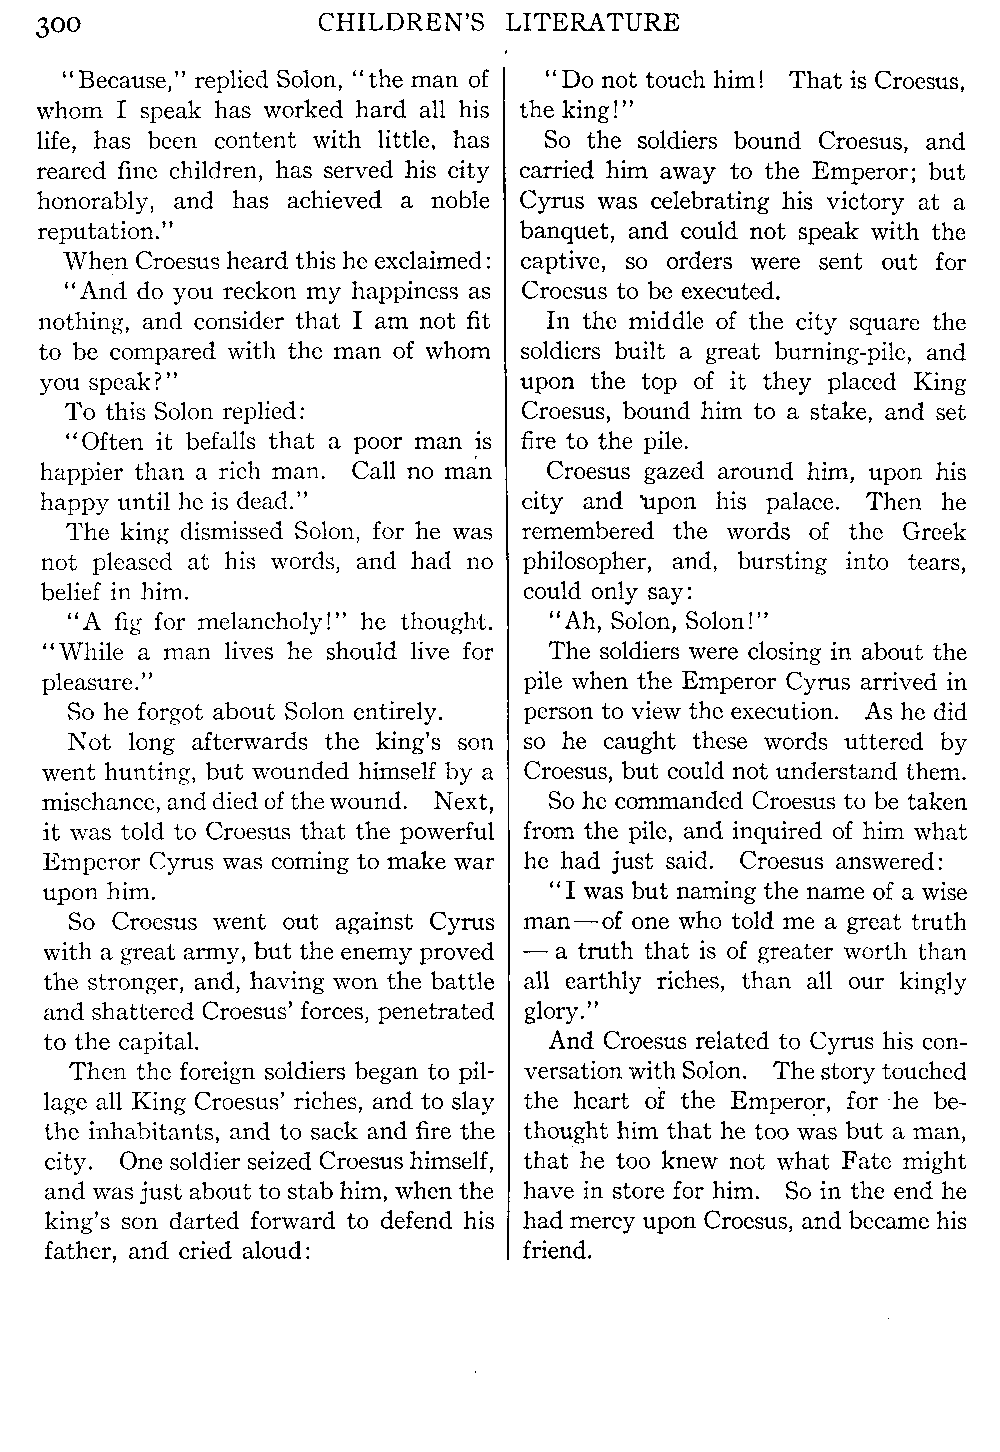 300 CHILDREN'S LITERATURE
"Because," replied Solon, "the man of
whom I speak has worked hard all his
life, has been content with little, has
reared fine children, has served his city
honorably, and has achieved a noble
reputation."
When Croesus heard this he exclaimed:
"And do you reckon my happiness as
nothing, and consider that I am not fit
to be compared with the man of whom
you speak?"
To this Solon replied:
"Often it befalls that a poor man is
happier than a rich man. Call no man
happy until he is dead."
The king dismissed Solon, for he was
not pleased at his words, and had no
belief in him.
"A fig for melancholy!" he thought.
"While a man lives he should live for
pleasure."
So he forgot about Solon entirely.
Not long afterwards the king's son
went hunting, but wounded himself by a
mischance, and died of the wound. Next,
it was told to Croesus that the powerful
Emperor Cyrus was coming to make war
upon him.
So Croesus went out against Cyrus
with a great army, but the enemy proved
the stronger, and, having won the battle
and shattered Croesus' forces, penetrated
to the capital.
Then the foreign soldiers began to pil-
lage all King Croesus' riches, and to slay
the inhabitants, and to sack and fire the
city. One soldier seized Croesus himself,
and was just about to stab him, when the
king's son darted forward to defend his
father, and cried aloud:
"Do not touch him! That is Croesus,
the king!"
So the soldiers bound Croesus, and
carried him away to the Emperor; but
Cyrus was celebrating his victory at a
banquet, and could not speak with the
captive, so orders were sent out for
Croesus to be executed.
In the middle of the city square the
soldiers built a great burning-pile, and
upon the top of it they placed King
Croesus, bound him to a stake, and set
fire to the pile.
Croesus gazed around him, upon his
city and upon his palace. Then he
remembered the words of the Greek
philosopher, and, bursting into tears,
could only say:
"Ah, Solon, Solon!"
The soldiers were closing in about the
pile when the Emperor Cyrus arrived in
person to view the execution. As he did
so he caught these words uttered by
Croesus, but could not understand them.
So he commanded Croesus to be taken
from the pile, and inquired of him what
he had just said. Croesus answered:
"I was but naming the name of a wise
man—of one who told me a great truth
— a truth that is of greater worth than
all earthly riches, than all our kingly
glory."
And Croesus related to Cyrus his con-
versation with Solon. The story touched
the heart of the Emperor, for he be-
thought him that he too was but a man,
that he too knew not what Fate might
have in store for him. So in the end he
had mercy upon Croesus, and became his
friend.